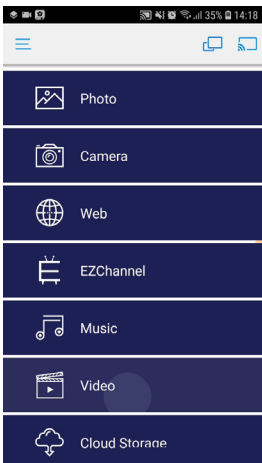 35% 14:18
Photo
Camera
Web
EZChannel
Music
Video
Cloud Storage